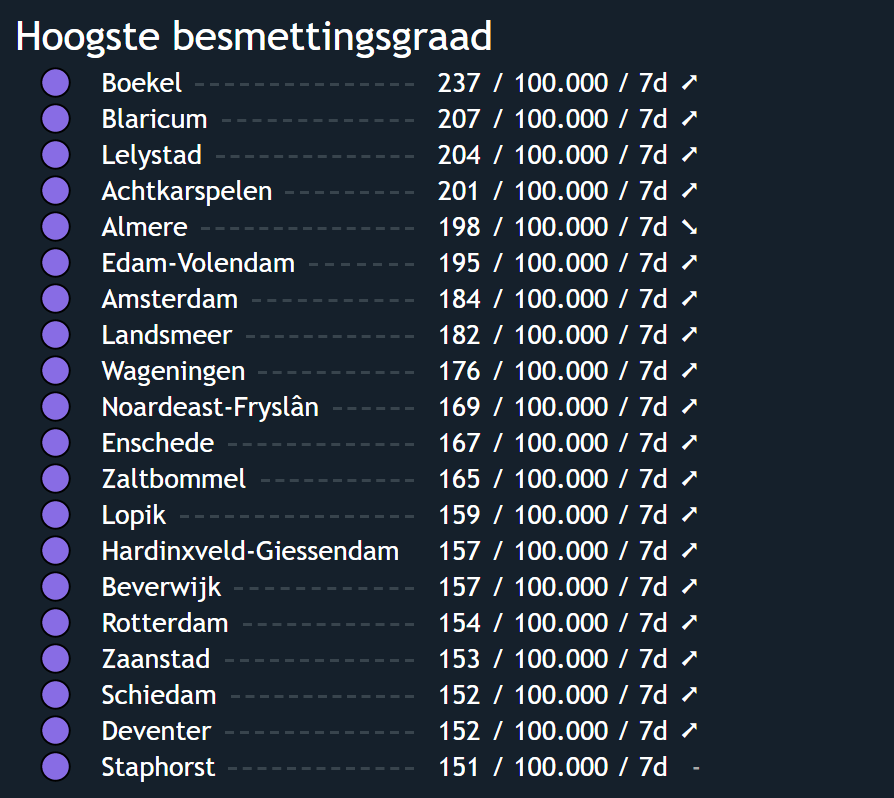 Hoogste besmettingsgraad
Boekel 237 / 100.000 / 7d ➚
Blaricum 207 / 100.000 / 7d ➚
Lelystad 204 / 100.000 / 7d ➚
Achtkarspelen 201 / 100.000 / 7d ➚
Almere 198 / 100.000 / 7d ➘
Edam-Volendam 195 / 100.000 / 7d ➚
Amsterdam 184 / 100.000 / 7d ➚
Landsmeer 182 / 100.000 / 7d ➚
Wageningen 176 / 100.000 / 7d ➚
Noardeast-Fryslân 169 / 100.000 / 7d ➚
Enschede 167 / 100.000 / 7d ➚
Zaltbommel 165 / 100.000 / 7d ➚
Lopik 159 / 100.000 / 7d ➚
Hardinxveld-Giessendam 157 / 100.000 / 7d ➚
Beverwijk 157 / 100.000 / 7d ➚
Rotterdam 154 / 100.000 / 7d ➚
Zaanstad 153 / 100.000 / 7d ➚
Schiedam 152 / 100.000 / 7d ➚
Deventer 152 / 100.000 / 7d ➚
Staphorst 151 / 100.000 / 7d -